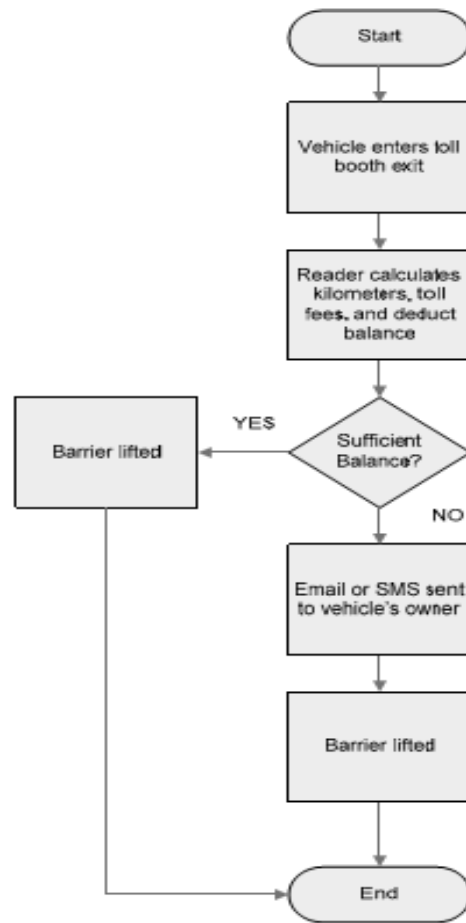 Start
Vehicle enters toll
booth exit
Reader calculates
kilometers, toll
fees, and deduct
balance
Sufficient
Balance?
YES
Barrier lifted
NO
Email or SMS sent
to vehicle's owner
Barrier lifted
End